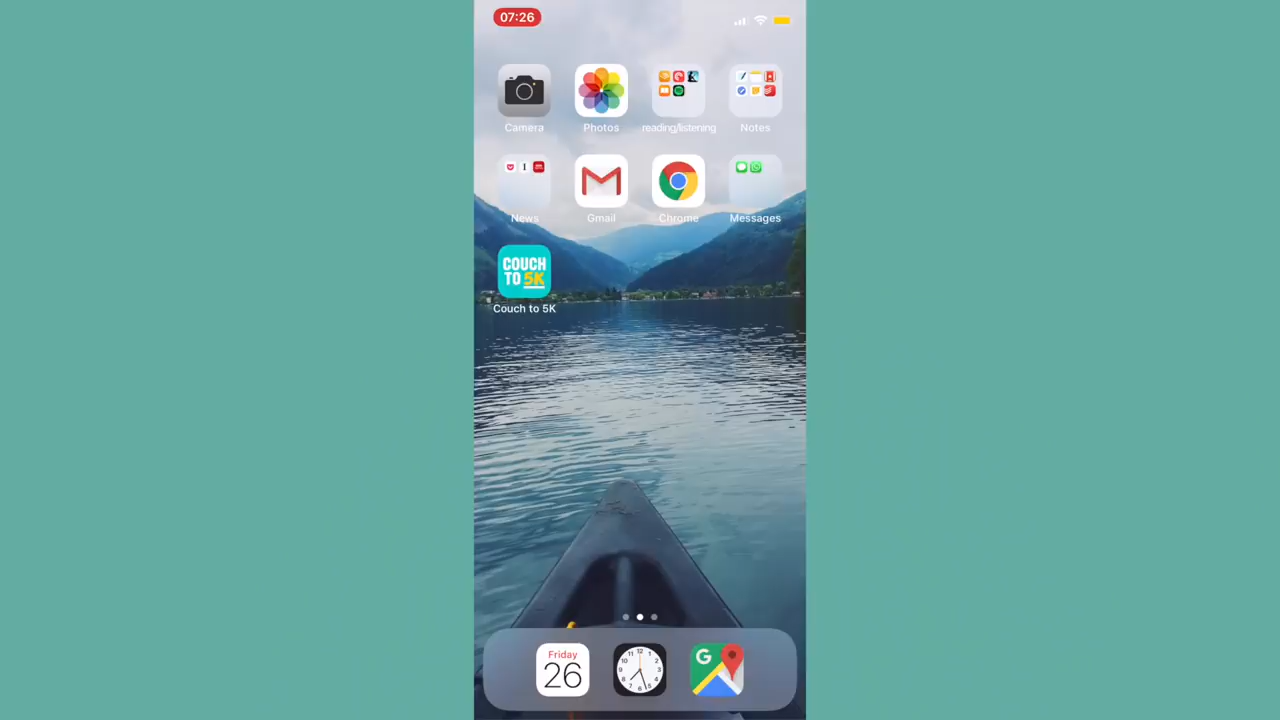 07:26
Camera
Photos
reading/listening
Notes
News
Gmail
Chrome
Messages
COUCH
TO 5K
Couch to 5K
Friday
26